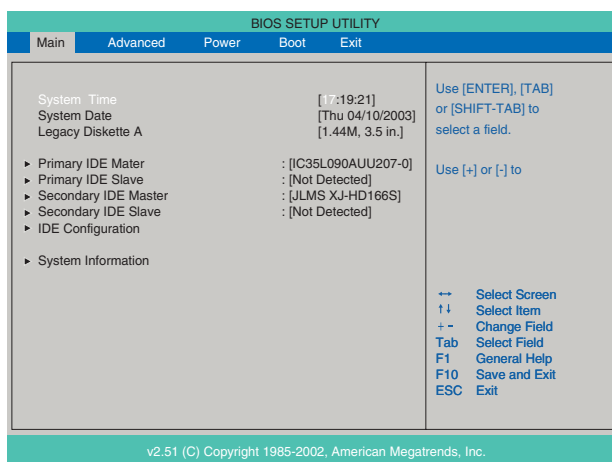 BIOS SETUP UTILITY
Main Advanced Power Boot Exit
System Time [17:19:21]
System Date [Thu 04/10/2003]
Legacy Diskette A [1.44M, 3.5 in.]
Primary IDE Mater : [IC35L090AUU207-0]
Primary IDE Slave : [Not Detected]
Secondary IDE Master : [JLMS XJ-HD166S]
Secondary IDE Slave : [Not Detected]
IDE Configuration
System Information
Use [ENTER], [TAB]
or [SHIFT-TAB] to
select a field.
Use [+] or [-] to
↔ Select Screen
↑↓ Select Item
+ - Change Field
Tab Select Field
F1 General Help
F10 Save and Exit
ESC Exit
v2.51 (C) Copyright 1985-2002, American Megatrends, Inc.